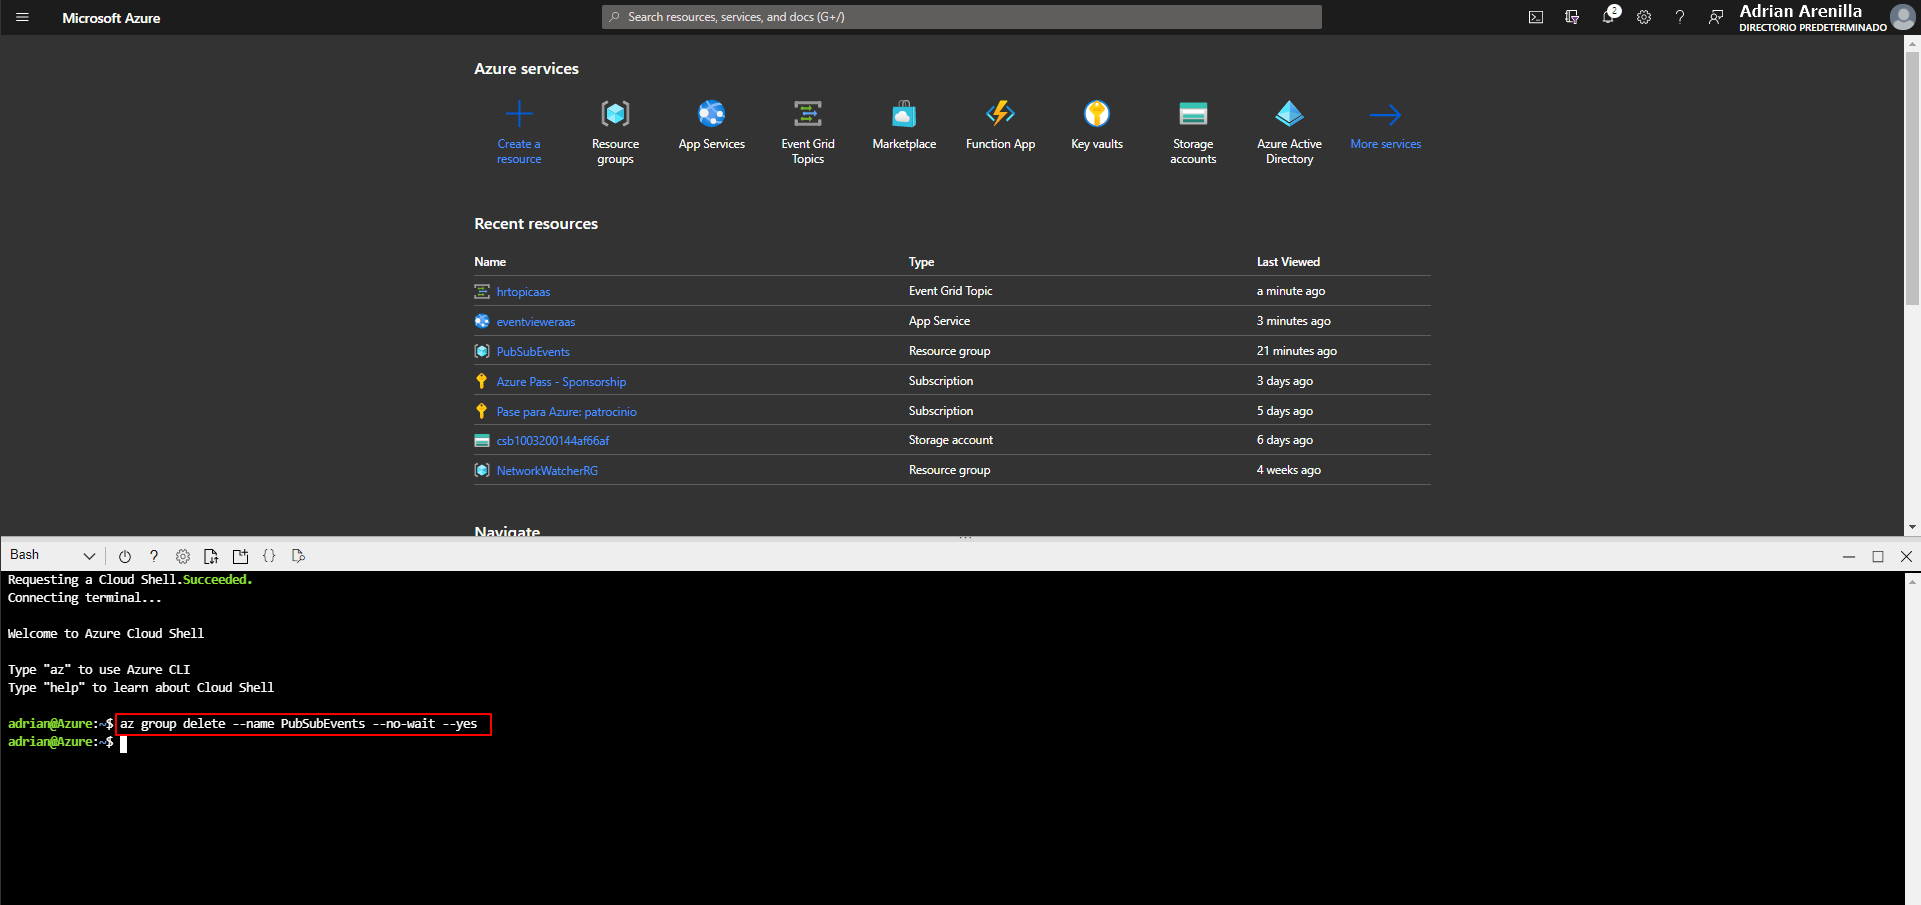 Microsoft Azure
Search resources, services, and docs (G+/)
2
Adrian Arenilla
DIRECTORIO PREDETERMINADO
Azure services
Create a resource
Resource groups
App Services
Event Grid Topics
Marketplace
Function App
Key vaults
Storage accounts
Azure Active Directory
More services
Recent resources
Name Type Last Viewed
hrtopicaas Event Grid Topic a minute ago
eventvieweraas App Service 3 minutes ago
PubSubEvents Resource group 21 minutes ago
Azure Pass - Sponsorship Subscription 3 days ago
Pase para Azure: patrocinio Subscription 5 days ago
csb1003200144af66af Storage account 6 days ago
NetworkWatcherRG Resource group 4 weeks ago
Navigate
Bash
Requesting a Cloud Shell.Succeeded.
Connecting terminal...
Welcome to Azure Cloud Shell
Type "az" to use Azure CLI
Type "help" to learn about Cloud Shell
adrian@Azure:~$ az group delete --name PubSubEvents --no-wait --yes
adrian@Azure:~$